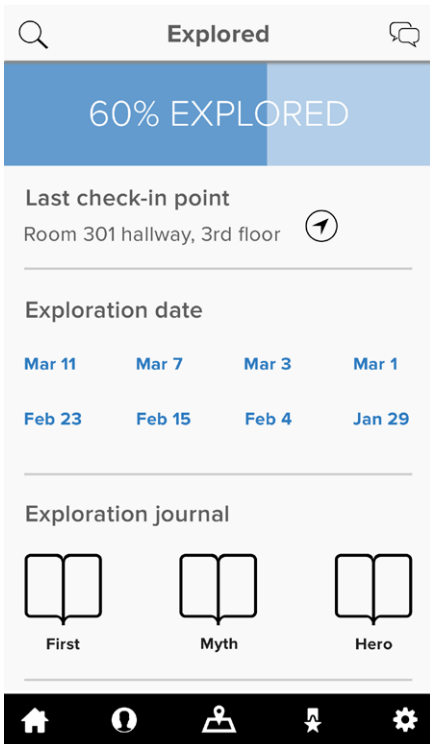 Explored
60% EXPLORED
Last check-in point
Room 301 hallway, 3rd floor
Exploration date
Mar 11 Mar 7 Mar 3 Mar 1
Feb 23 Feb 15 Feb 4 Jan 29
Exploration journal
First Myth Hero